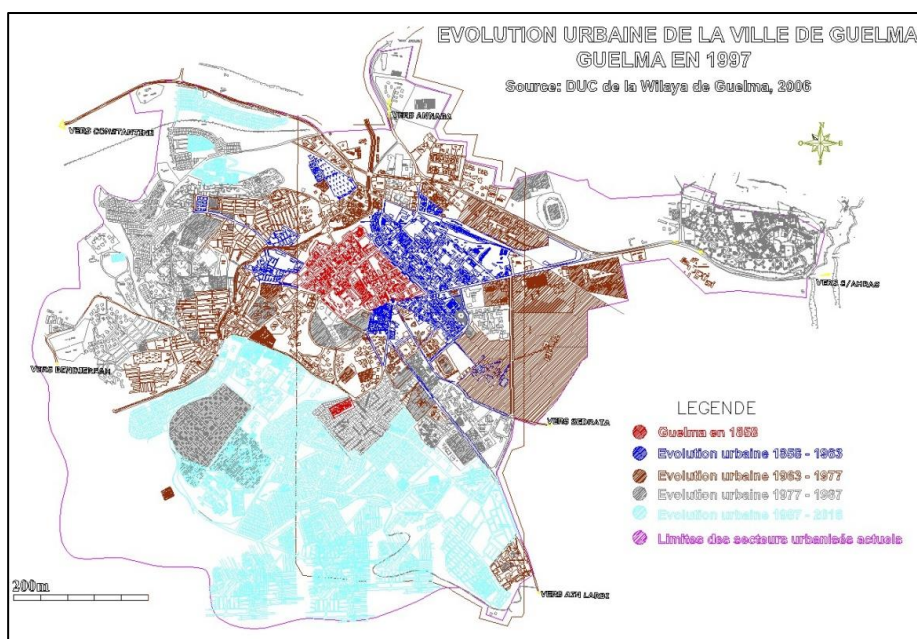 EVOLUTION URBAINE DE LA VILLE DE GUELMA
GUELMA EN 1997
Source: DUC de la Wilaya de Guelma, 2006
VERS CONSTANTINE
VERS ANNABA
VERS S/AHRAS
VERS BENDJERRAH
VERS SEDRATA
VERS AIN LARBI
LEGENDE
Guelma en 1858
Evolution urbaine 1858 - 1963
Evolution urbaine 1963 - 1977
Evolution urbaine 1977 - 1987
Evolution urbaine 1987 - 2016
Limites des secteurs urbanisés actuels
200m